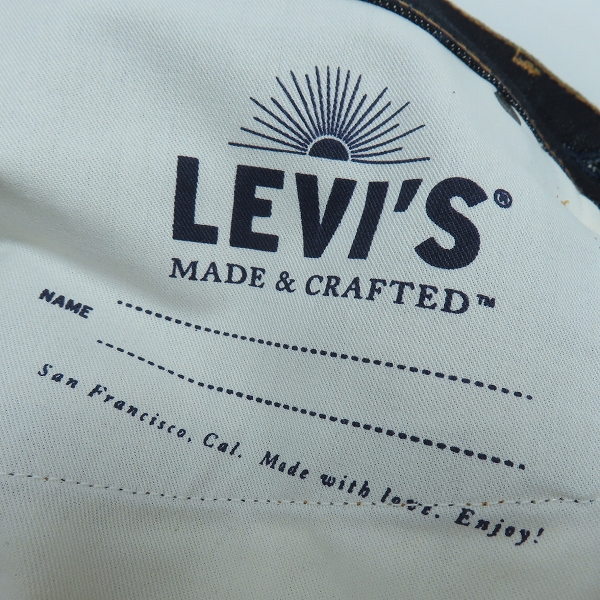 LEVI'S®
MADE & CRAFTED™
NAME
San Francisco, Cal. Made with love. Enjoy!